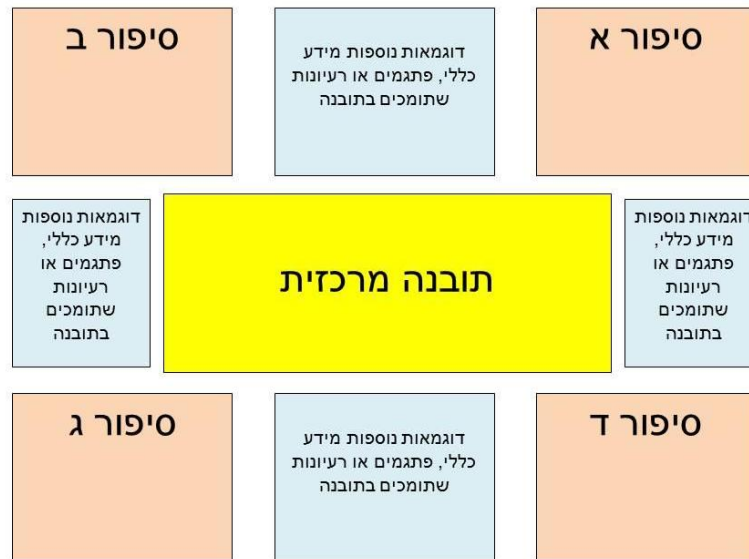 סיפור א
דוגמאות נוספות מידע
כללי, פתגמים או רעיונות
שתומכים בתובנה
סיפור ב
דוגמאות נוספות
מידע כללי,
פתגמים או
רעיונות
שתומכים
בתובנה
תובנה מרכזית
דוגמאות נוספות
מידע כללי,
פתגמים או
רעיונות
שתומכים
בתובנה
סיפור ד
דוגמאות נוספות מידע
כללי, פתגמים או רעיונות
שתומכים בתובנה
סיפור ג